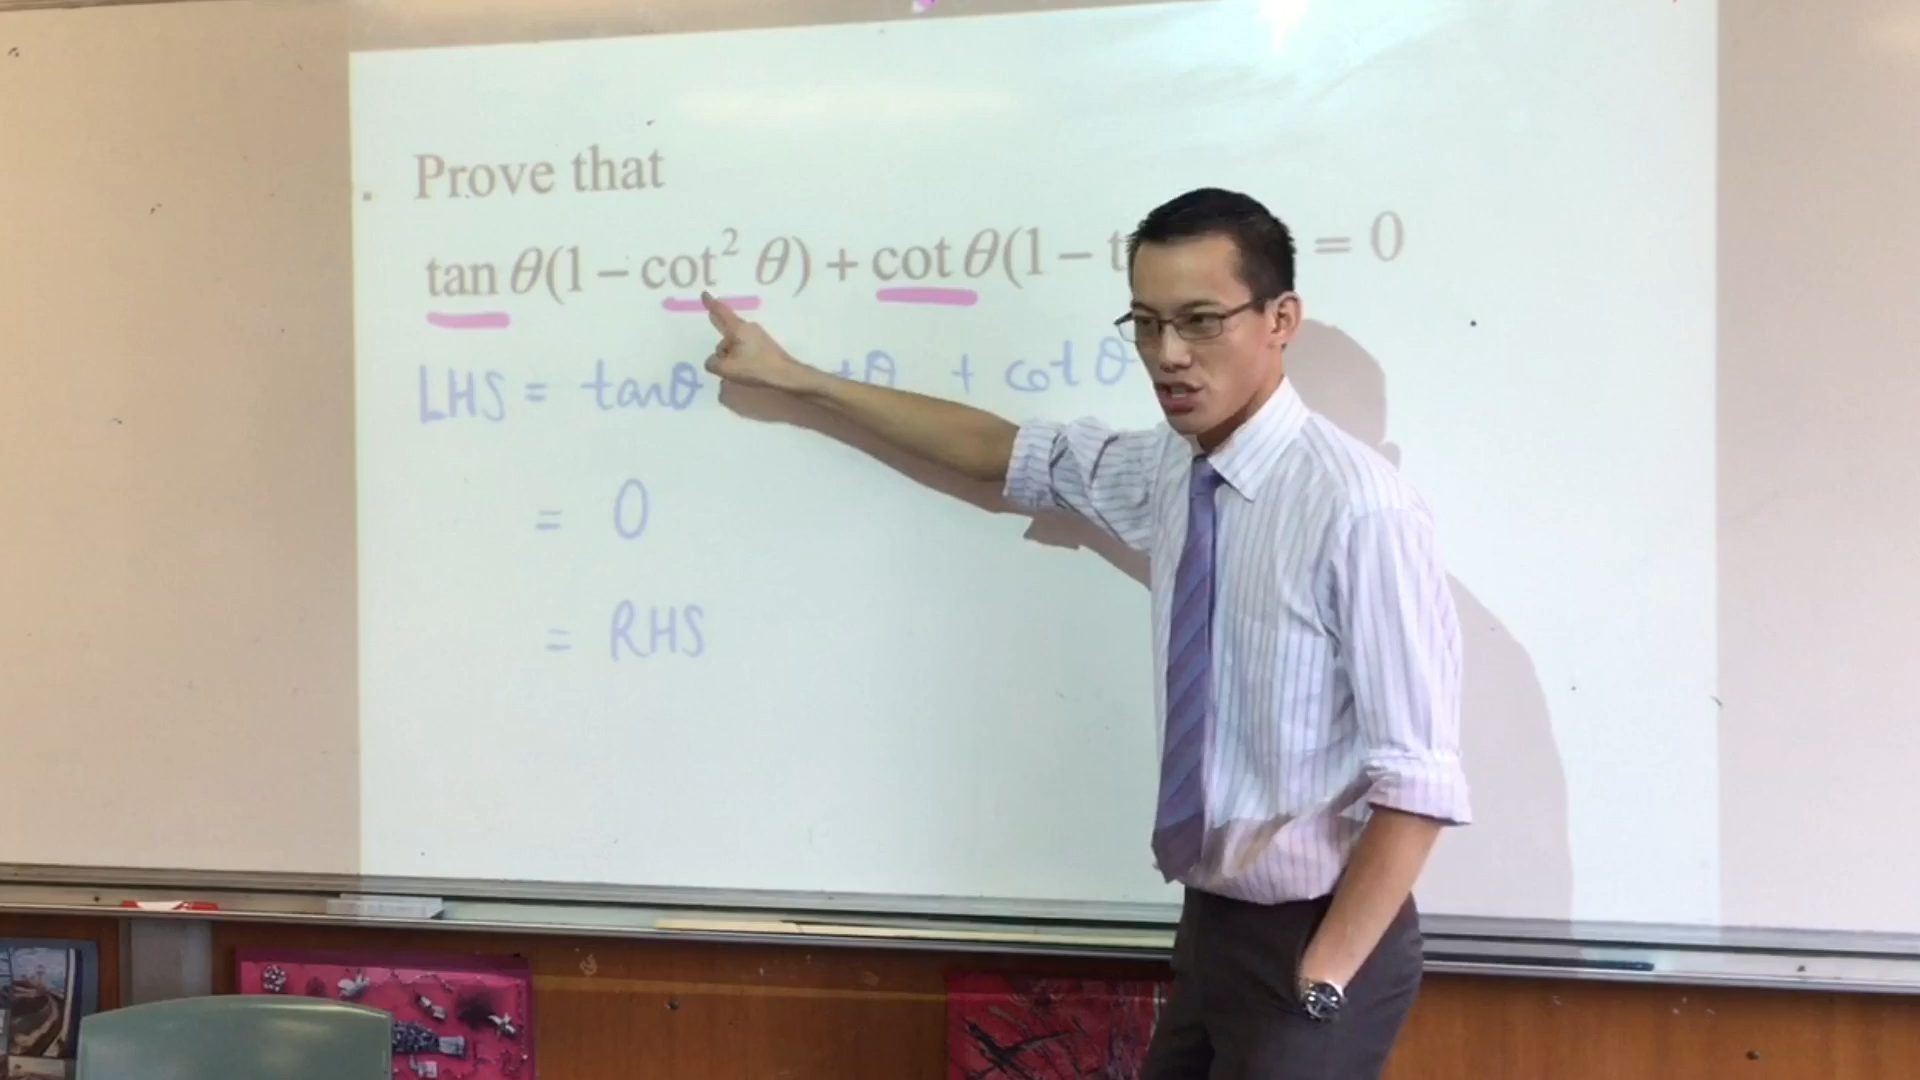 . Prove that
tan θ(1 – cot² θ) + cot θ(1 – = 0
LHS = tanθ + cot θ
= 0
= RHS